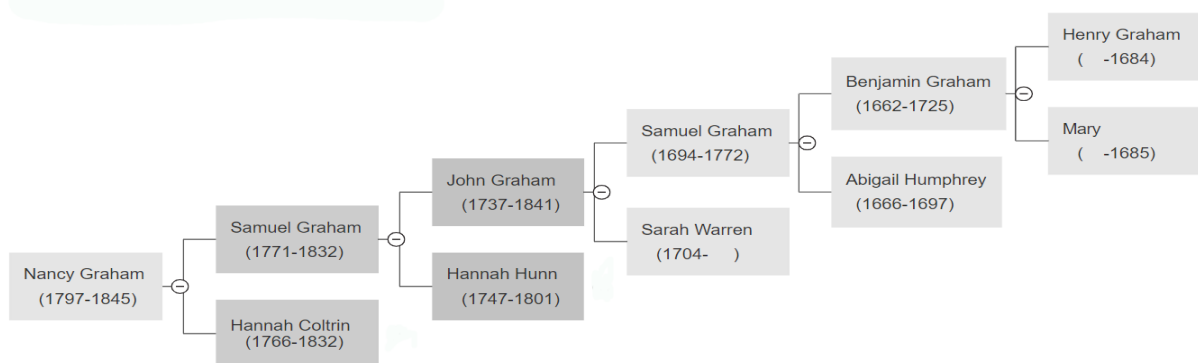 Henry Graham
( -1684)
Benjamin Graham
(1662-1725)
Mary
( -1685)
Samuel Graham
(1694-1772)
Abigail Humphrey
(1666-1697)
John Graham
(1737-1841)
Sarah Warren
(1704- )
Samuel Graham
(1771-1832)
Hannah Hunn
(1747-1801)
Nancy Graham
(1797-1845)
Hannah Coltrin
(1766-1832)